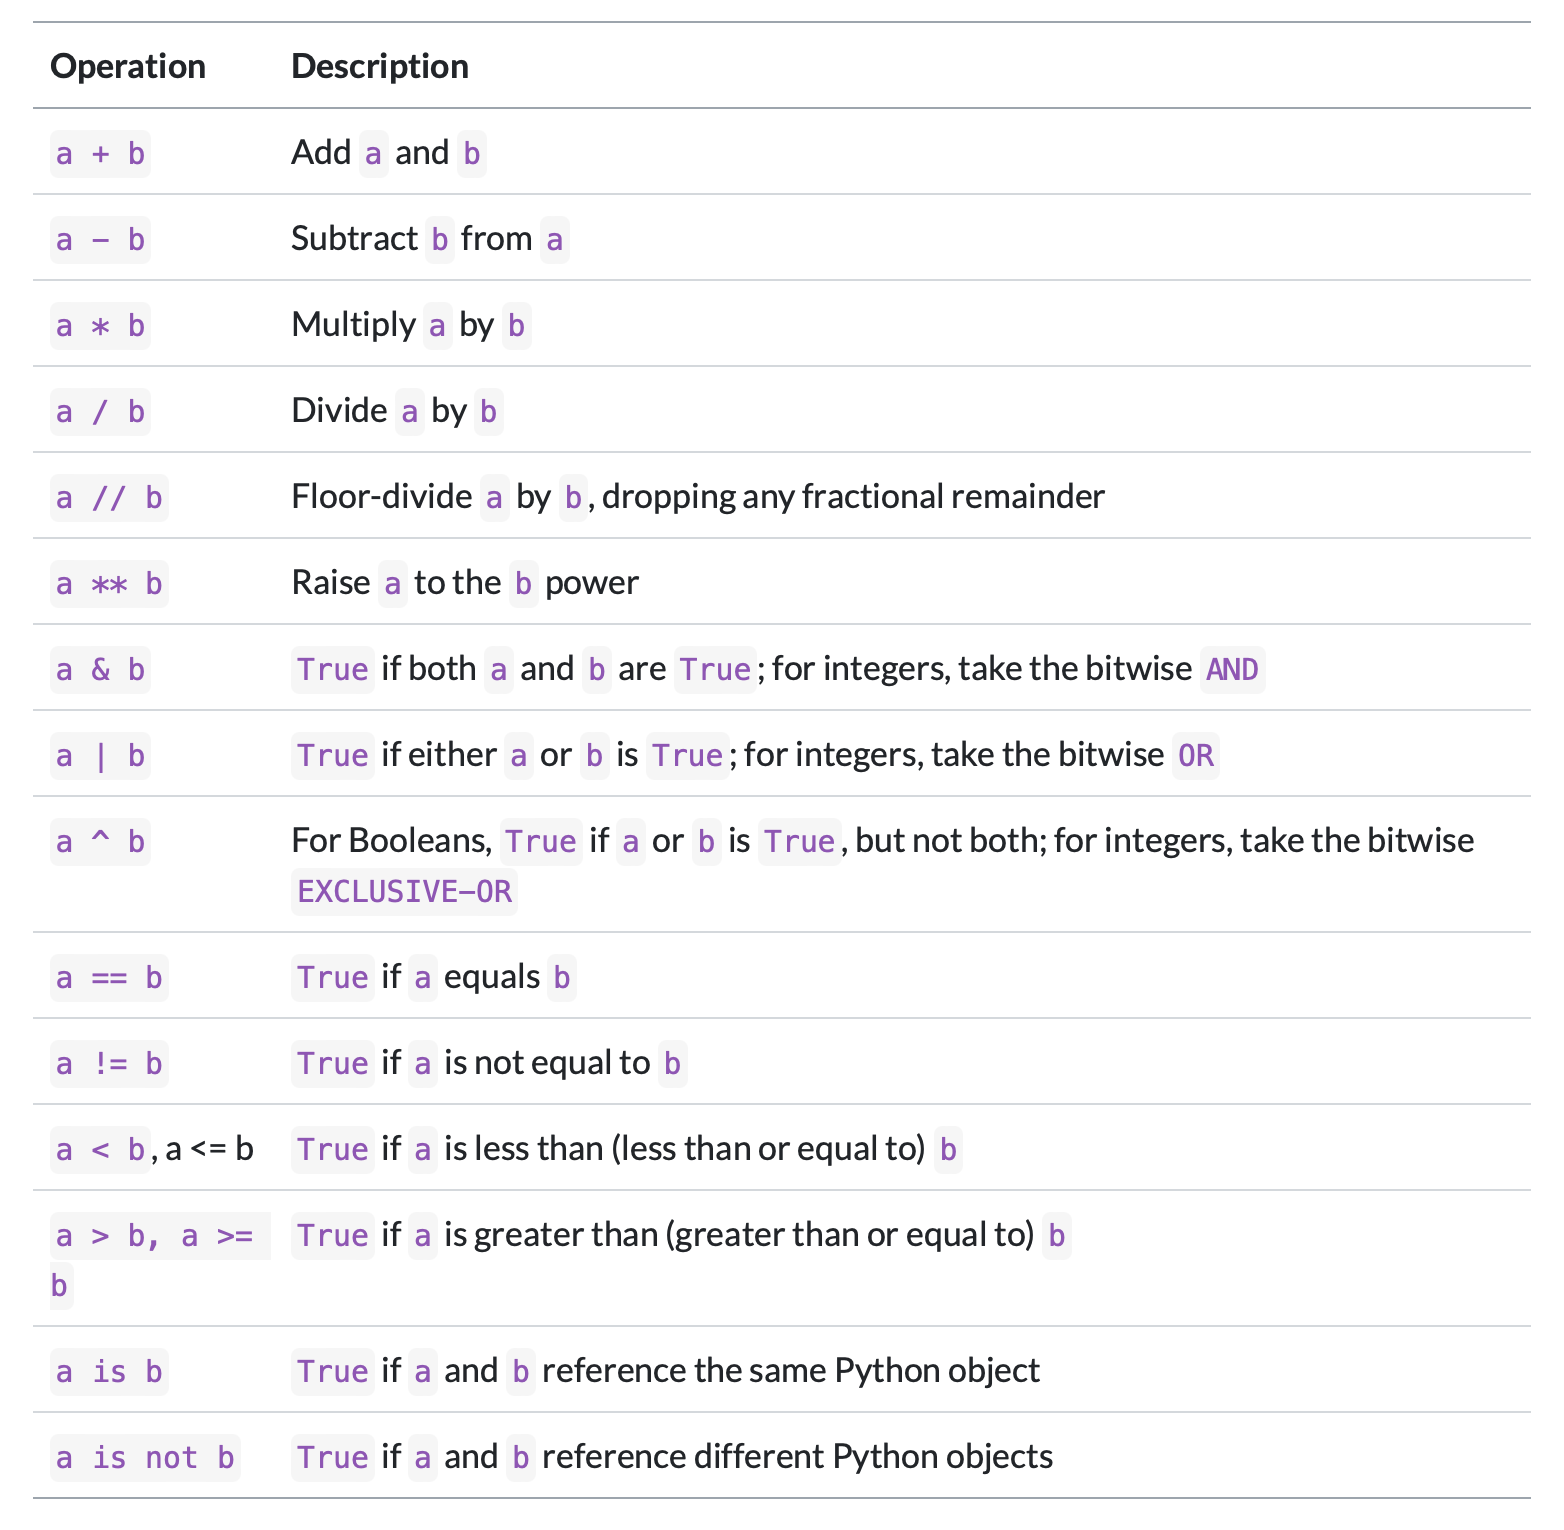 Operation Description
a + b Add a and b
a - b Subtract b from a
a * b Multiply a by b
a / b Divide a by b
a // b Floor-divide a by b, dropping any fractional remainder
a ** b Raise a to the b power
a & b True if both a and b are True; for integers, take the bitwise AND
a | b True if either a or b is True; for integers, take the bitwise OR
a ^ b For Booleans, True if a or b is True, but not both; for integers, take the bitwise
EXCLUSIVE-OR
a == b True if a equals b
a != b True if a is not equal to b
a < b, a <= b True if a is less than (less than or equal to) b
a > b, a >= True if a is greater than (greater than or equal to) b
b
a is b True if a and b reference the same Python object
a is not b True if a and b reference different Python objects